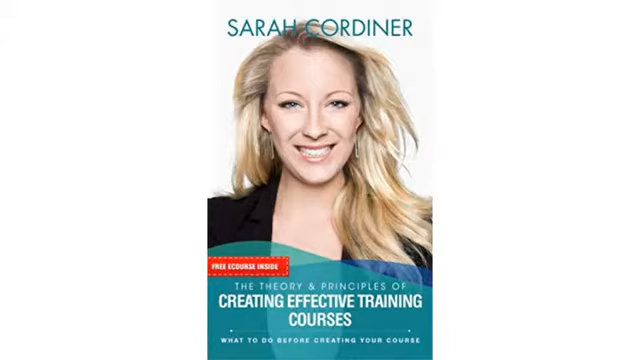 SARAH CORDINER
FREE ECOURSE INSIDE
THE THEORY & PRINCIPLES OF
CREATING EFFECTIVE TRAINING
COURSES
WHAT TO DO BEFORE CREATING YOUR COURSE